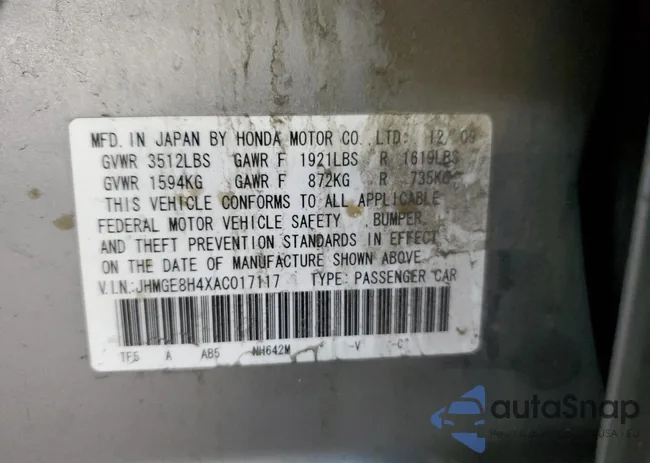 MFD. IN JAPAN BY HONDA MOTOR CO., LTD. 12/09
GVWR 3512LBS GAWR F 1921LBS R 1619LBS
GVWR 1594KG GAWR F 872KG R 735KG
THIS VEHICLE CONFORMS TO ALL APPLICABLE
FEDERAL MOTOR VEHICLE SAFETY, BUMPER,
AND THEFT PREVENTION STANDARDS IN EFFECT
ON THE DATE OF MANUFACTURE SHOWN ABOVE.
V.I.N.:JHMGE8H4XAC017117 TYPE: PASSENGER CAR
TF5 A AB5 NH642M -V -C
autoSnap